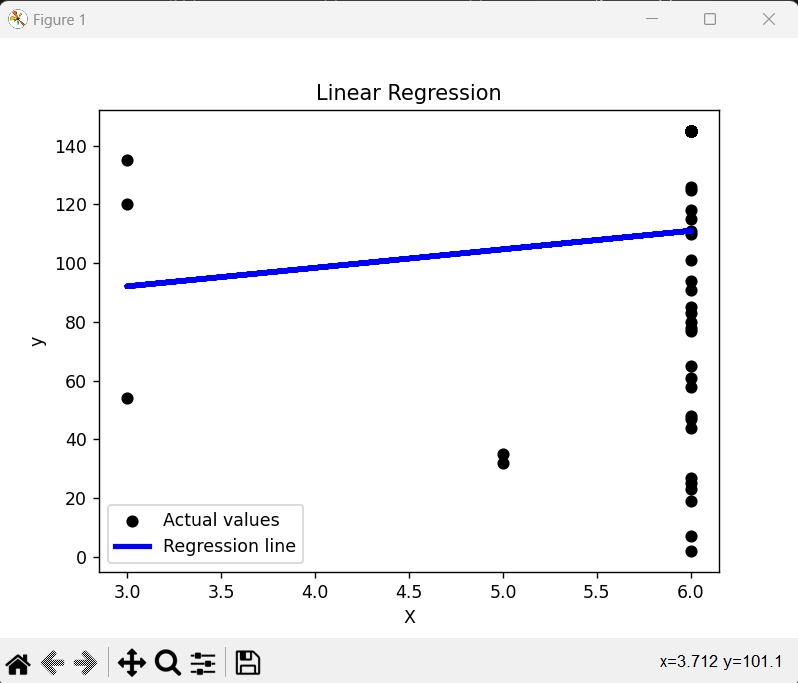 Figure 1
Linear Regression
140
120
100
80
60
40
20
0
y
Actual values
Regression line
3.0 3.5 4.0 4.5 5.0 5.5 6.0
X
x=3.712 y=101.1